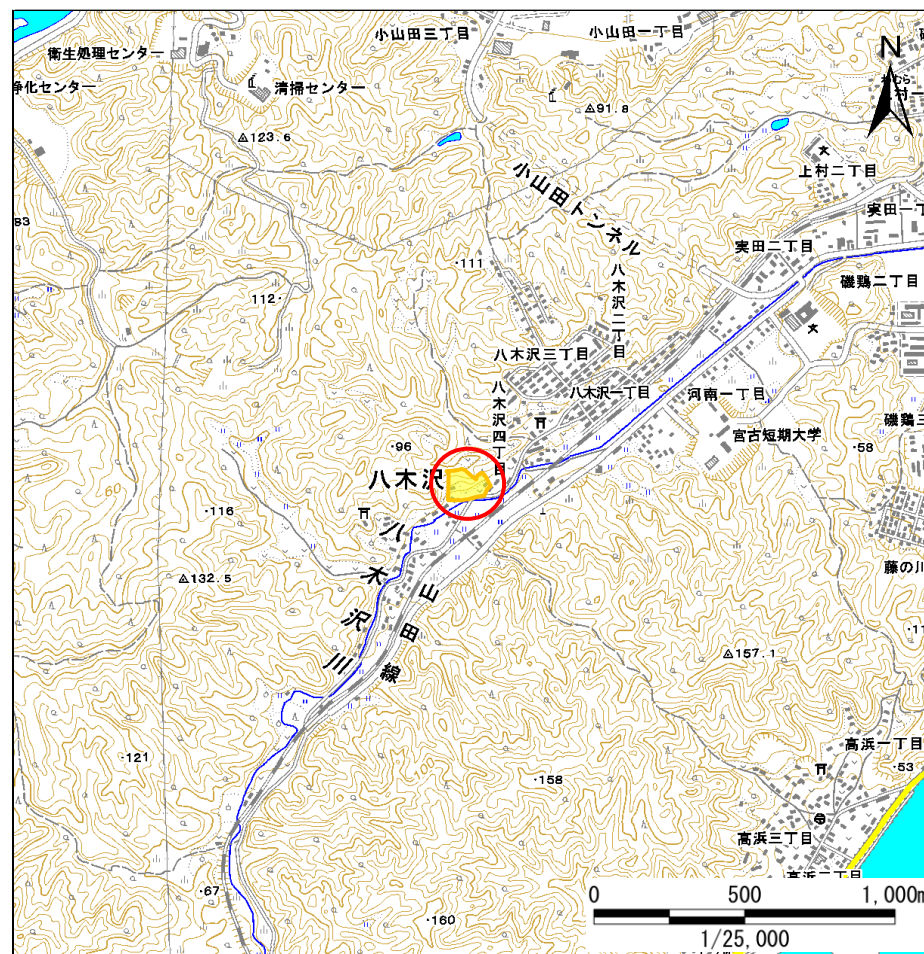 小山田三丁目
小山田一丁目
衛生処理センター
浄化センター
清掃センター
N
123.6
91.8
上村二丁目
小山田トンネル
実田一丁
実田二丁目
83
111
112
八木沢二丁目
磯鶏二丁目
八木沢三丁目
八木沢一丁目
河南一丁目
八木沢四丁目
宮古短期大学
磯鶏三
96
58
八木沢
116
132.5
藤の川
八木沢川
山田線
11
157.1
121
158
高浜一丁目
53
高浜三丁目
高浜二丁目
67
160
0 500 1,000m
1/25,000